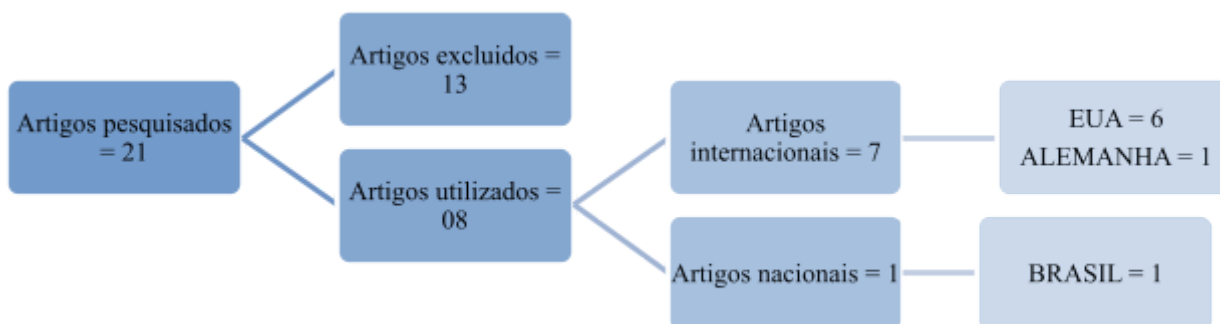 Artigos pesquisados
= 21
Artigos excluidos =
13
Artigos utilizados =
08
Artigos
internacionais = 7
EUA = 6
ALEMANHA = 1
Artigos nacionais = 1
BRASIL = 1